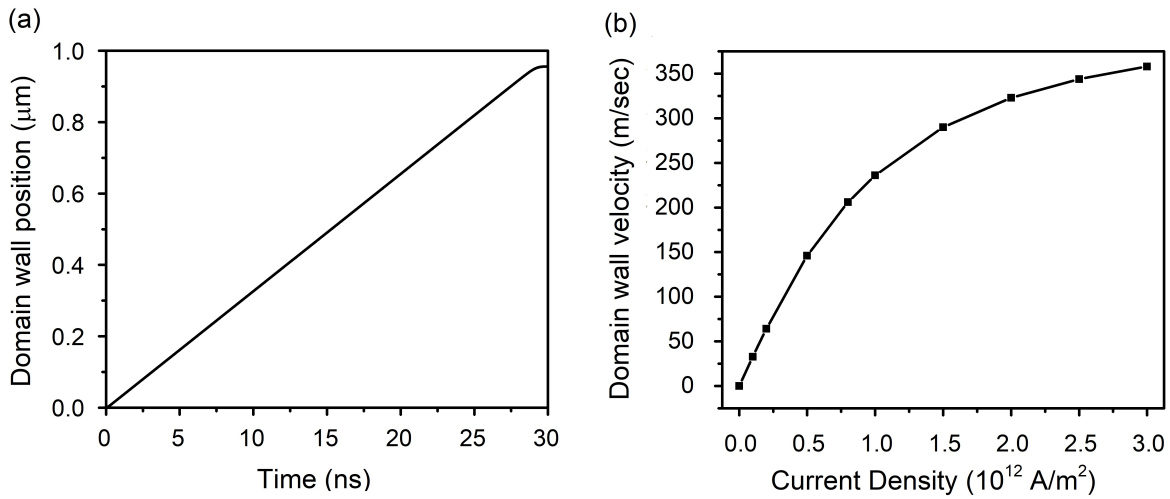 (a)
1.0
0.8
0.6
0.4
0.2
0.0
Domain wall position (μm)
0 5 10 15 20 25 30
Time (ns)
(b)
350
300
250
200
150
100
50
0
Domain wall velocity (m/sec)
0.0 0.5 1.0 1.5 2.0 2.5 3.0
Current Density (10¹² A/m²)